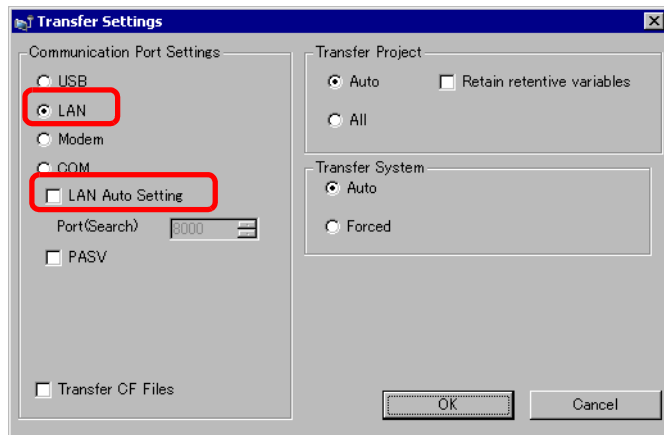 Transfer Settings
Communication Port Settings
USB
LAN
Modem
COM
LAN Auto Setting
Port(Search) 8000
PASV
Transfer CF Files
Transfer Project
Auto Retain retentive variables
All
Transfer System
Auto
Forced
OK Cancel